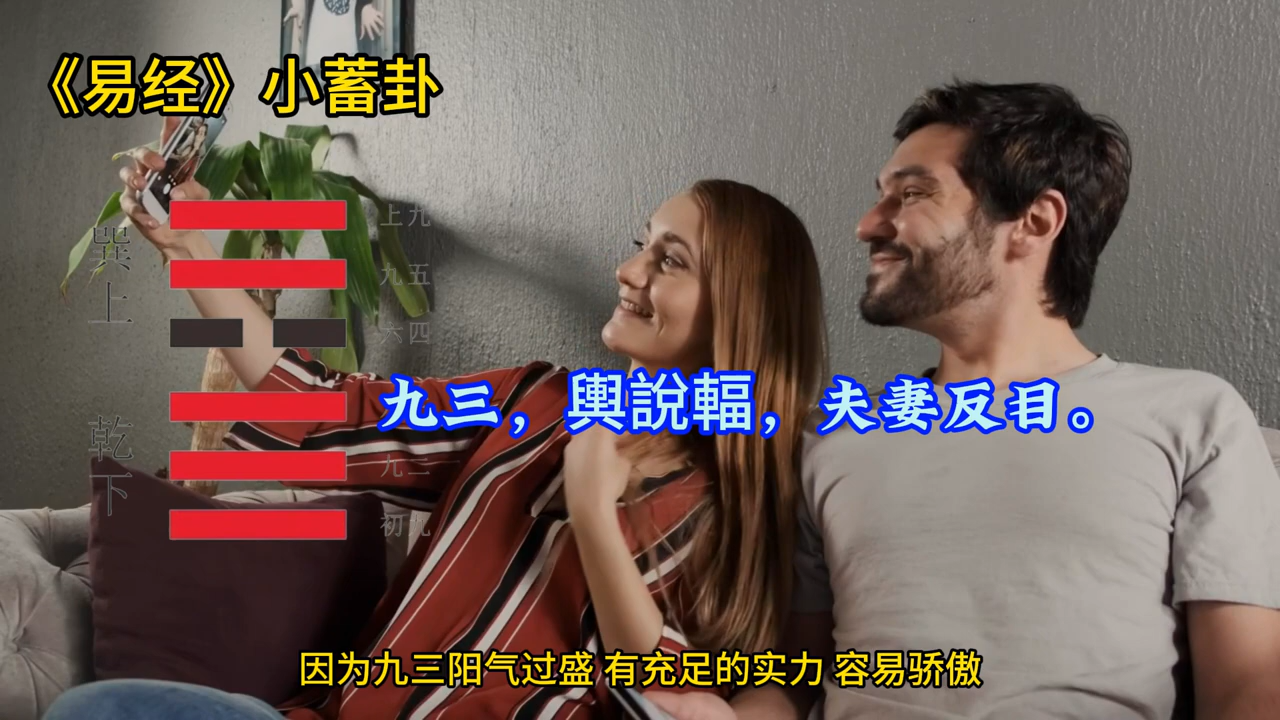 《易经》小蓄卦
巽上
乾下
上九
九五
六四
九三，輿說輻，夫妻反目。
九二
初九
因为九三阳气过盛 有充足的实力 容易骄傲